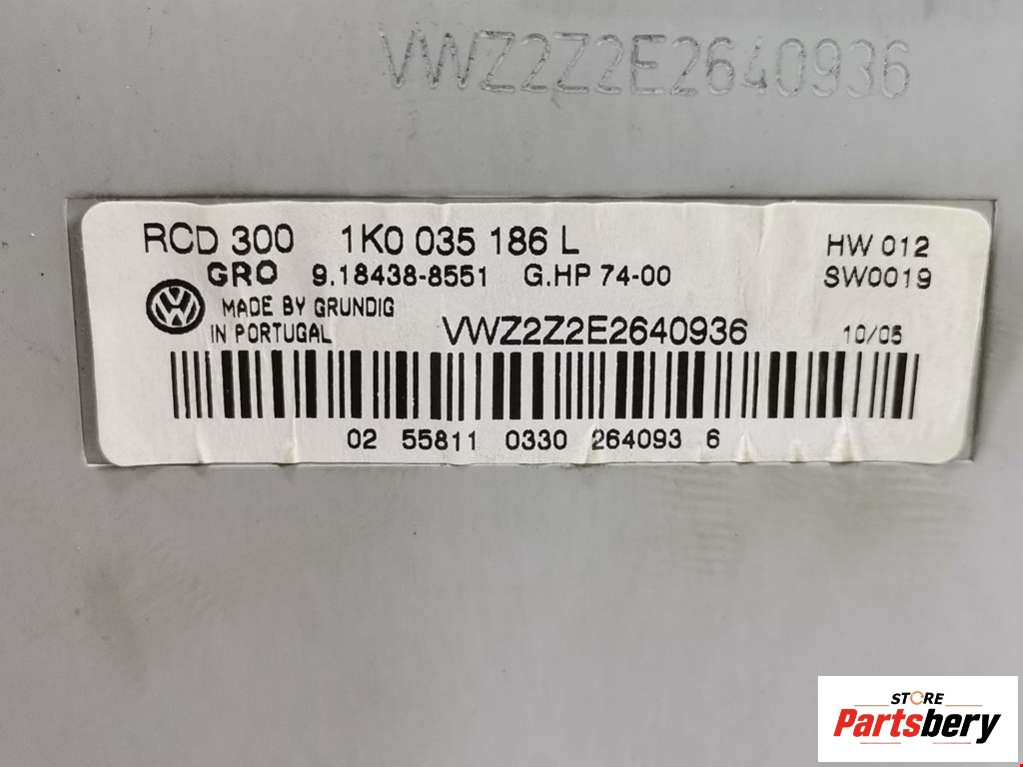 VWZ2Z2E2640936
RCD 300 1K0 035 186 L HW 012
GRO 9.18438-8551 G.HP 74-00 SW0019
MADE BY GRUNDIG
IN PORTUGAL VWZ2Z2E2640936 10/05
02 55811 0330 264093 6
STORE
Partsbery